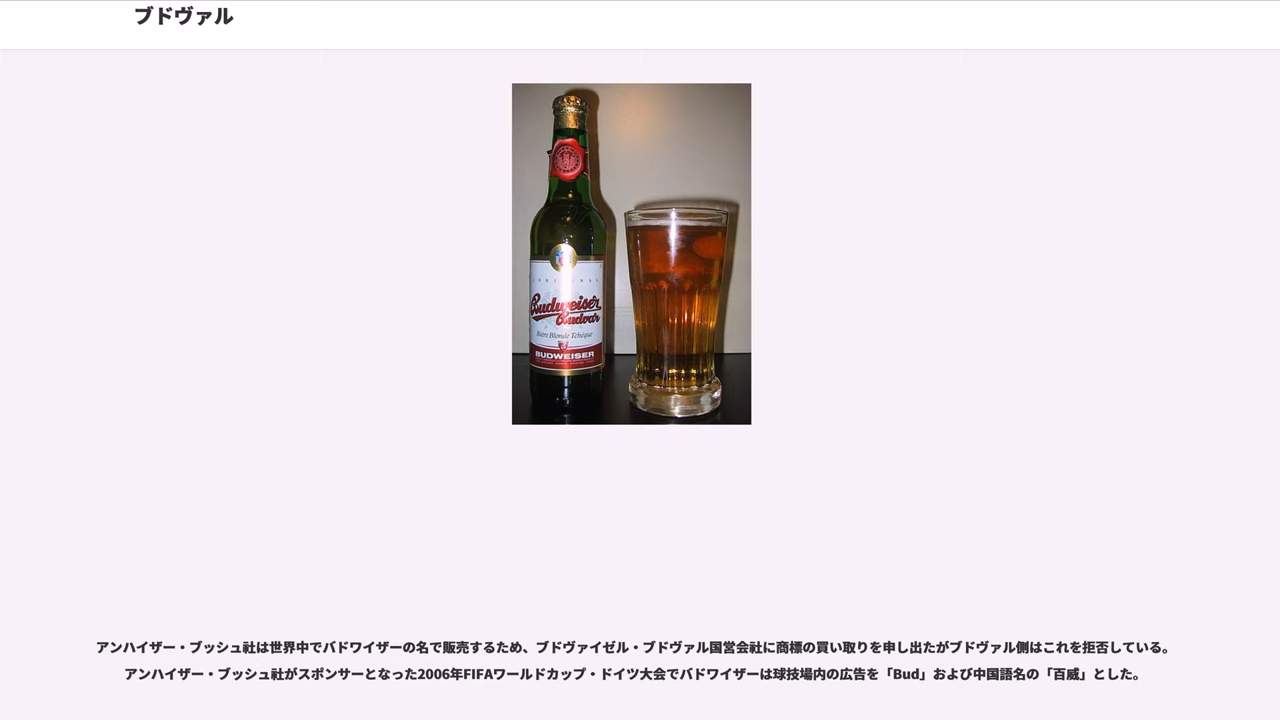 ブドヴァル
ORIGINAL
Budweiser
Budvar
Bière Blonde Tchèque
BUDWEISER
アンハイザー・ブッシュ社は世界中でバドワイザーの名で販売するため、ブドヴァイゼル・ブドヴァル国営会社に商標の買い取りを申し出たがブドヴァル側はこれを拒否している。
アンハイザー・ブッシュ社がスポンサーとなった2006年FIFAワールドカップ・ドイツ大会でバドワイザーは球技場内の広告を「Bud」および中国語名の「百威」とした。